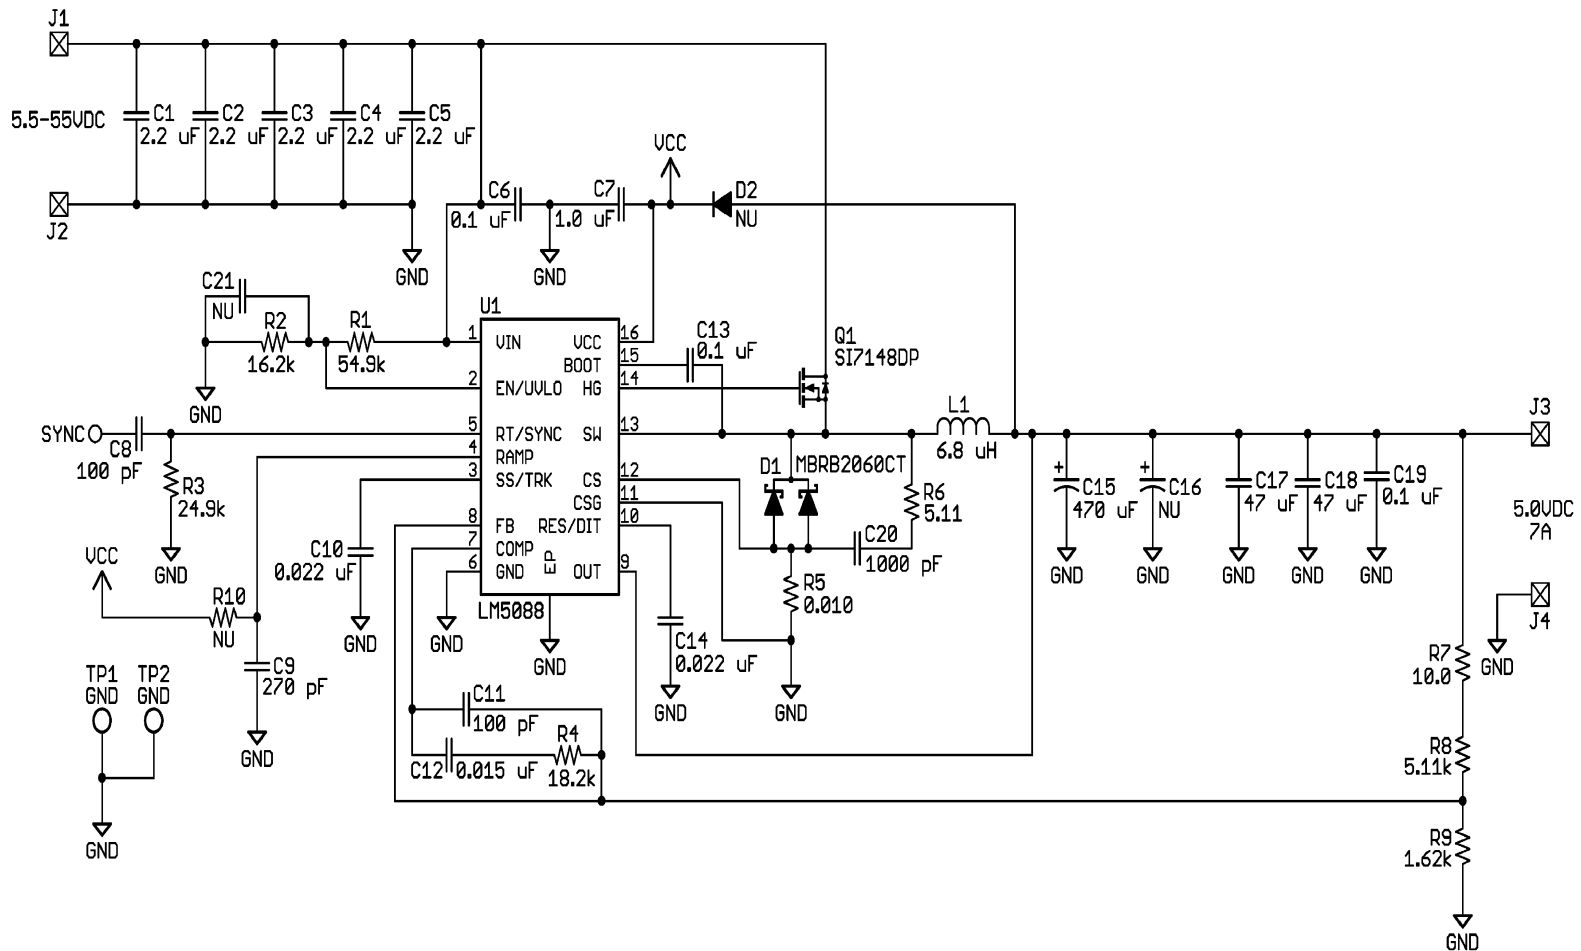 J1
5.5-55VDC
C1
2.2 uF
C2
2.2 uF
C3
2.2 uF
C4
2.2 uF
C5
2.2 uF
J2
GND
C6
0.1 uF
C7
1.0 uF
GND
VCC
D2
NU
C21
NU
R2
16.2k
R1
54.9k
GND
U1
1 VIN
2 EN/UVLO
5 RT/SYNC
4 RAMP
3 SS/TRK
8 FB
7 COMP
6 GND
EP
VCC 16
BOOT 15
HG 14
SW 13
CS 12
CSG 11
RES/DIT 10
OUT 9
LM5088
GND
C13
0.1 uF
Q1
SI7148DP
SYNC
C8
100 pF
R3
24.9k
GND
VCC
R10
NU
C9
270 pF
GND
C10
0.022 uF
GND
GND
TP1
GND
TP2
GND
GND
C11
100 pF
C12
0.015 uF
R4
18.2k
C14
0.022 uF
GND
D1
MBRB2060CT
R6
5.11
C20
1000 pF
R5
0.010
GND
L1
6.8 uH
C15
470 uF
GND
C16
NU
GND
C17
47 uF
GND
C18
47 uF
GND
C19
0.1 uF
GND
J3
5.0VDC
7A
J4
GND
R7
10.0
R8
5.11k
R9
1.62k
GND